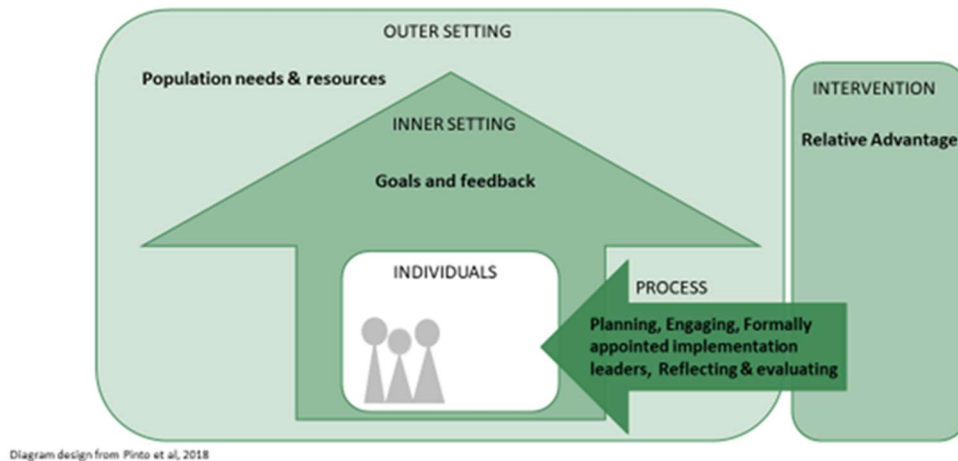 OUTER SETTING
Population needs & resources
INNER SETTING
Goals and feedback
INDIVIDUALS
PROCESS
Planning, Engaging, Formally
appointed implementation
leaders, Reflecting & evaluating
INTERVENTION
Relative Advantage
Diagram design from Pinto et al, 2018